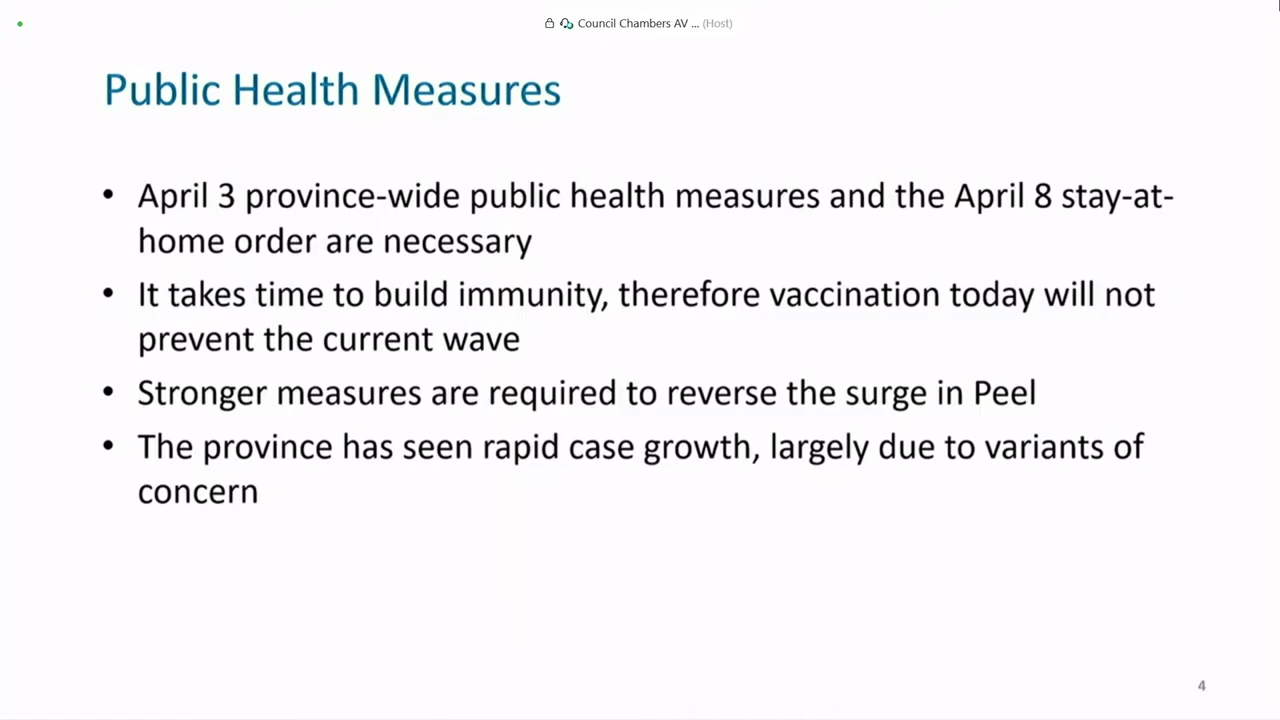 Council Chambers AV ... (Host)
Public Health Measures
• April 3 province-wide public health measures and the April 8 stay-at-
home order are necessary
• It takes time to build immunity, therefore vaccination today will not
prevent the current wave
• Stronger measures are required to reverse the surge in Peel
• The province has seen rapid case growth, largely due to variants of
concern
4